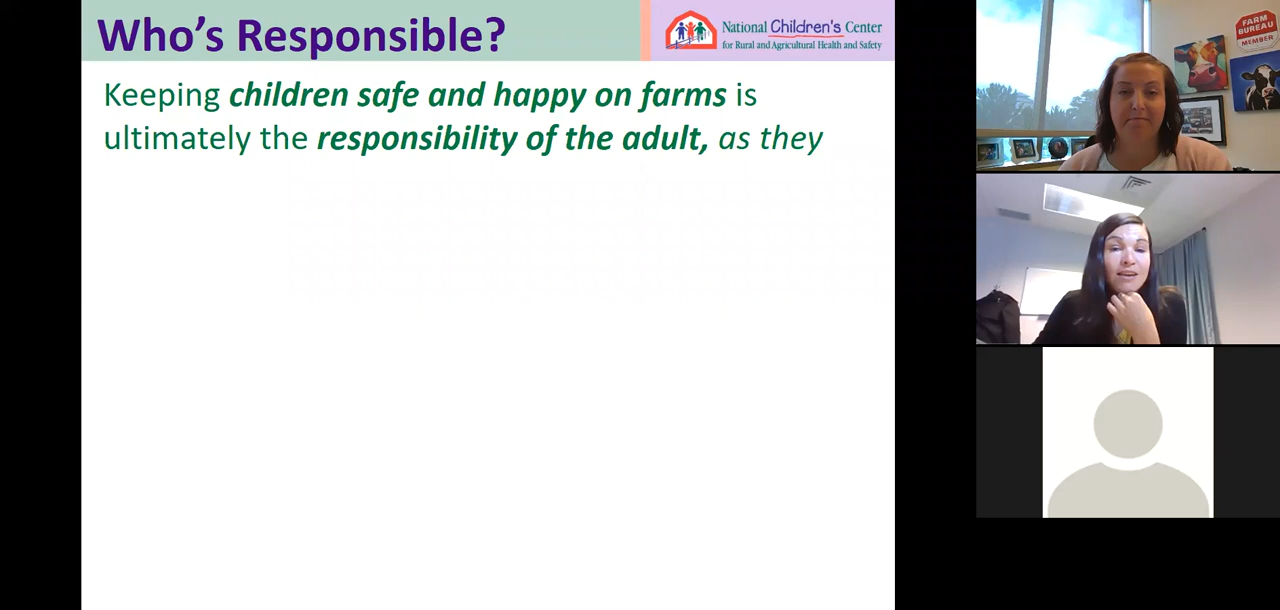 Who's Responsible?
National Children's Center
for Rural and Agricultural Health and Safety
Keeping children safe and happy on farms is
ultimately the responsibility of the adult, as they
FARM
BUREAU
MEMBER